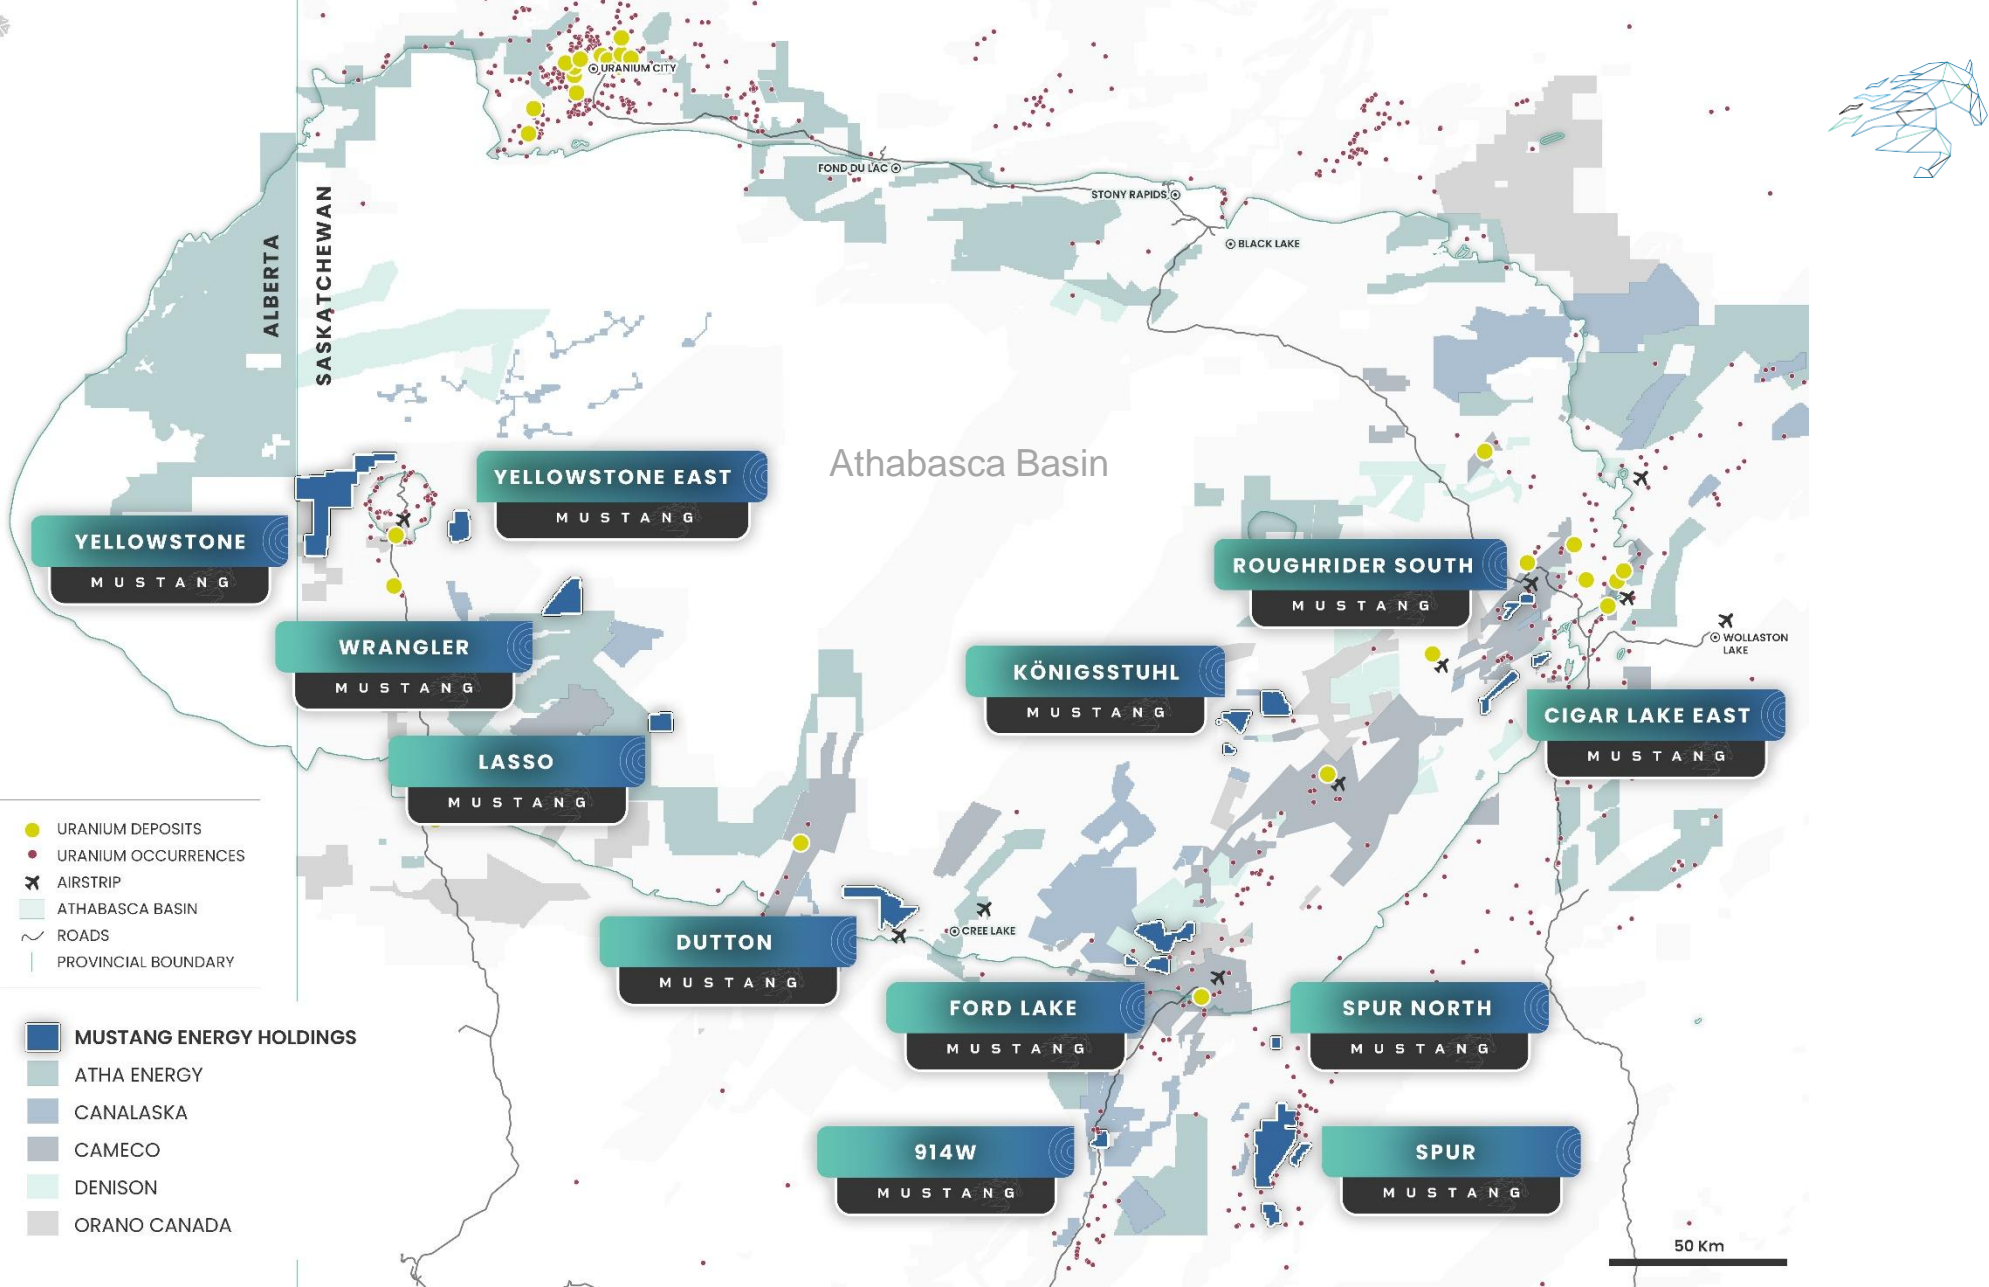 URANIUM CITY
FOND DU LAC
STONY RAPIDS
BLACK LAKE
ALBERTA
SASKATCHEWAN
Athabasca Basin
YELLOWSTONE EAST
MUSTANG
YELLOWSTONE
MUSTANG
ROUGHRIDER SOUTH
MUSTANG
WOLLASTON
LAKE
WRANGLER
MUSTANG
KÖNIGSSTUHL
MUSTANG
CIGAR LAKE EAST
MUSTANG
LASSO
MUSTANG
URANIUM DEPOSITS
URANIUM OCCURRENCES
AIRSTRIP
ATHABASCA BASIN
ROADS
PROVINCIAL BOUNDARY
DUTTON
MUSTANG
CREE LAKE
FORD LAKE
MUSTANG
SPUR NORTH
MUSTANG
MUSTANG ENERGY HOLDINGS
ATHA ENERGY
CANALASKA
CAMECO
DENISON
ORANO CANADA
914W
MUSTANG
SPUR
MUSTANG
50 Km